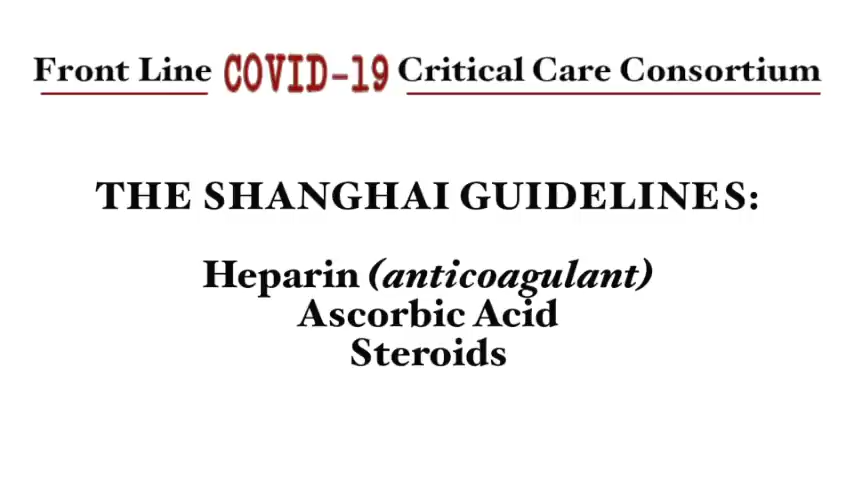 Front Line COVID-19 Critical Care Consortium
THE SHANGHAI GUIDELINES:
Heparin (anticoagulant)
Ascorbic Acid
Steroids